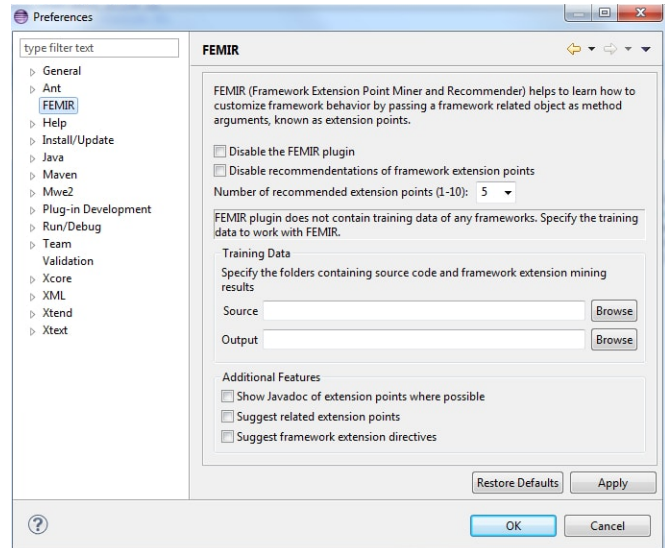 Preferences
type filter text
FEMIR
General
Ant
FEMIR
Help
Install/Update
Java
Maven
Mwe2
Plug-in Development
Run/Debug
Team
Validation
Xcore
XML
Xtend
Xtext
FEMIR (Framework Extension Point Miner and Recommender) helps to learn how to
customize framework behavior by passing a framework related object as method
arguments, known as extension points.
Disable the FEMIR plugin
Disable recommendentations of framework extension points
Number of recommended extension points (1-10): 5
FEMIR plugin does not contain training data of any frameworks. Specify the training
data to work with FEMIR.
Training Data
Specify the folders containing source code and framework extension mining
results
Source Browse
Output Browse
Additional Features
Show Javadoc of extension points where possible
Suggest related extension points
Suggest framework extension directives
Restore Defaults Apply
? OK Cancel